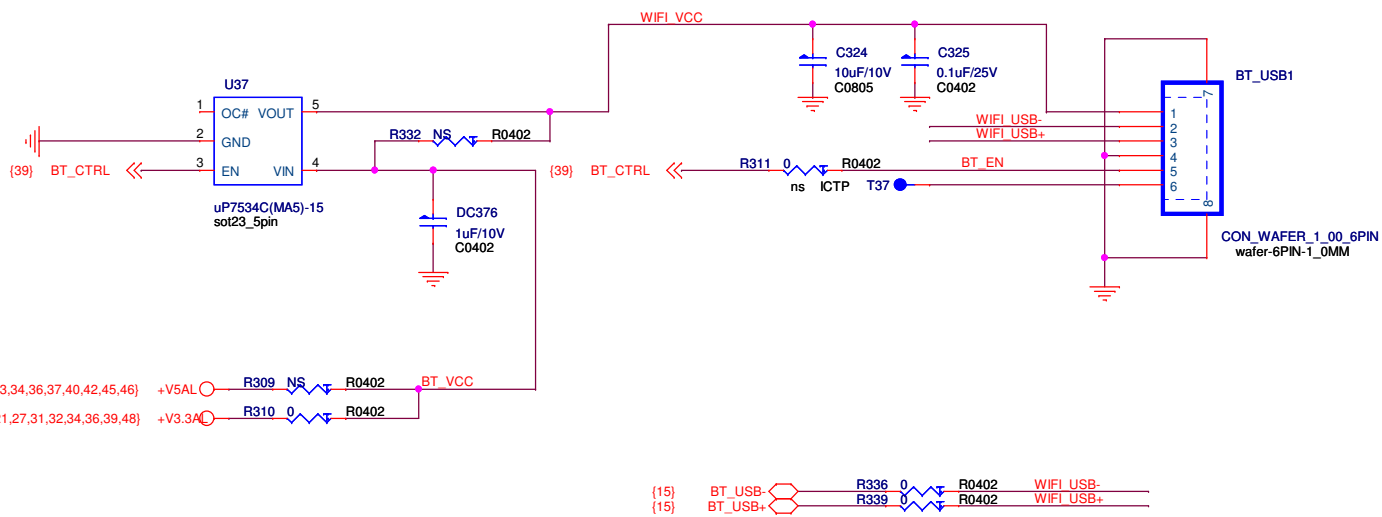 WIFI_VCC
C324
10uF/10V
C0805
C325
0.1uF/25V
C0402
BT_USB1
U37
1 OC# VOUT 5
2 GND
3 EN VIN 4
{39} BT_CTRL
uP7534C(MA5)-15
sot23_5pin
R332 NS R0402
DC376
1uF/10V
C0402
{39} BT_CTRL
R311 0 R0402
ns ICTP
BT_EN
T37
WIFI_USB-
WIFI_USB+
7
1
2
3
4
5
6
8
CON_WAFER_1_00_6PIN
wafer-6PIN-1_0MM
3,34,36,37,40,42,45,46} +V5AL R309 NS R0402 BT_VCC
1,27,31,32,34,36,39,48} +V3.3AL R310 0 R0402
{15} BT_USB- R336 0 R0402 WIFI_USB-
{15} BT_USB+ R339 0 R0402 WIFI_USB+